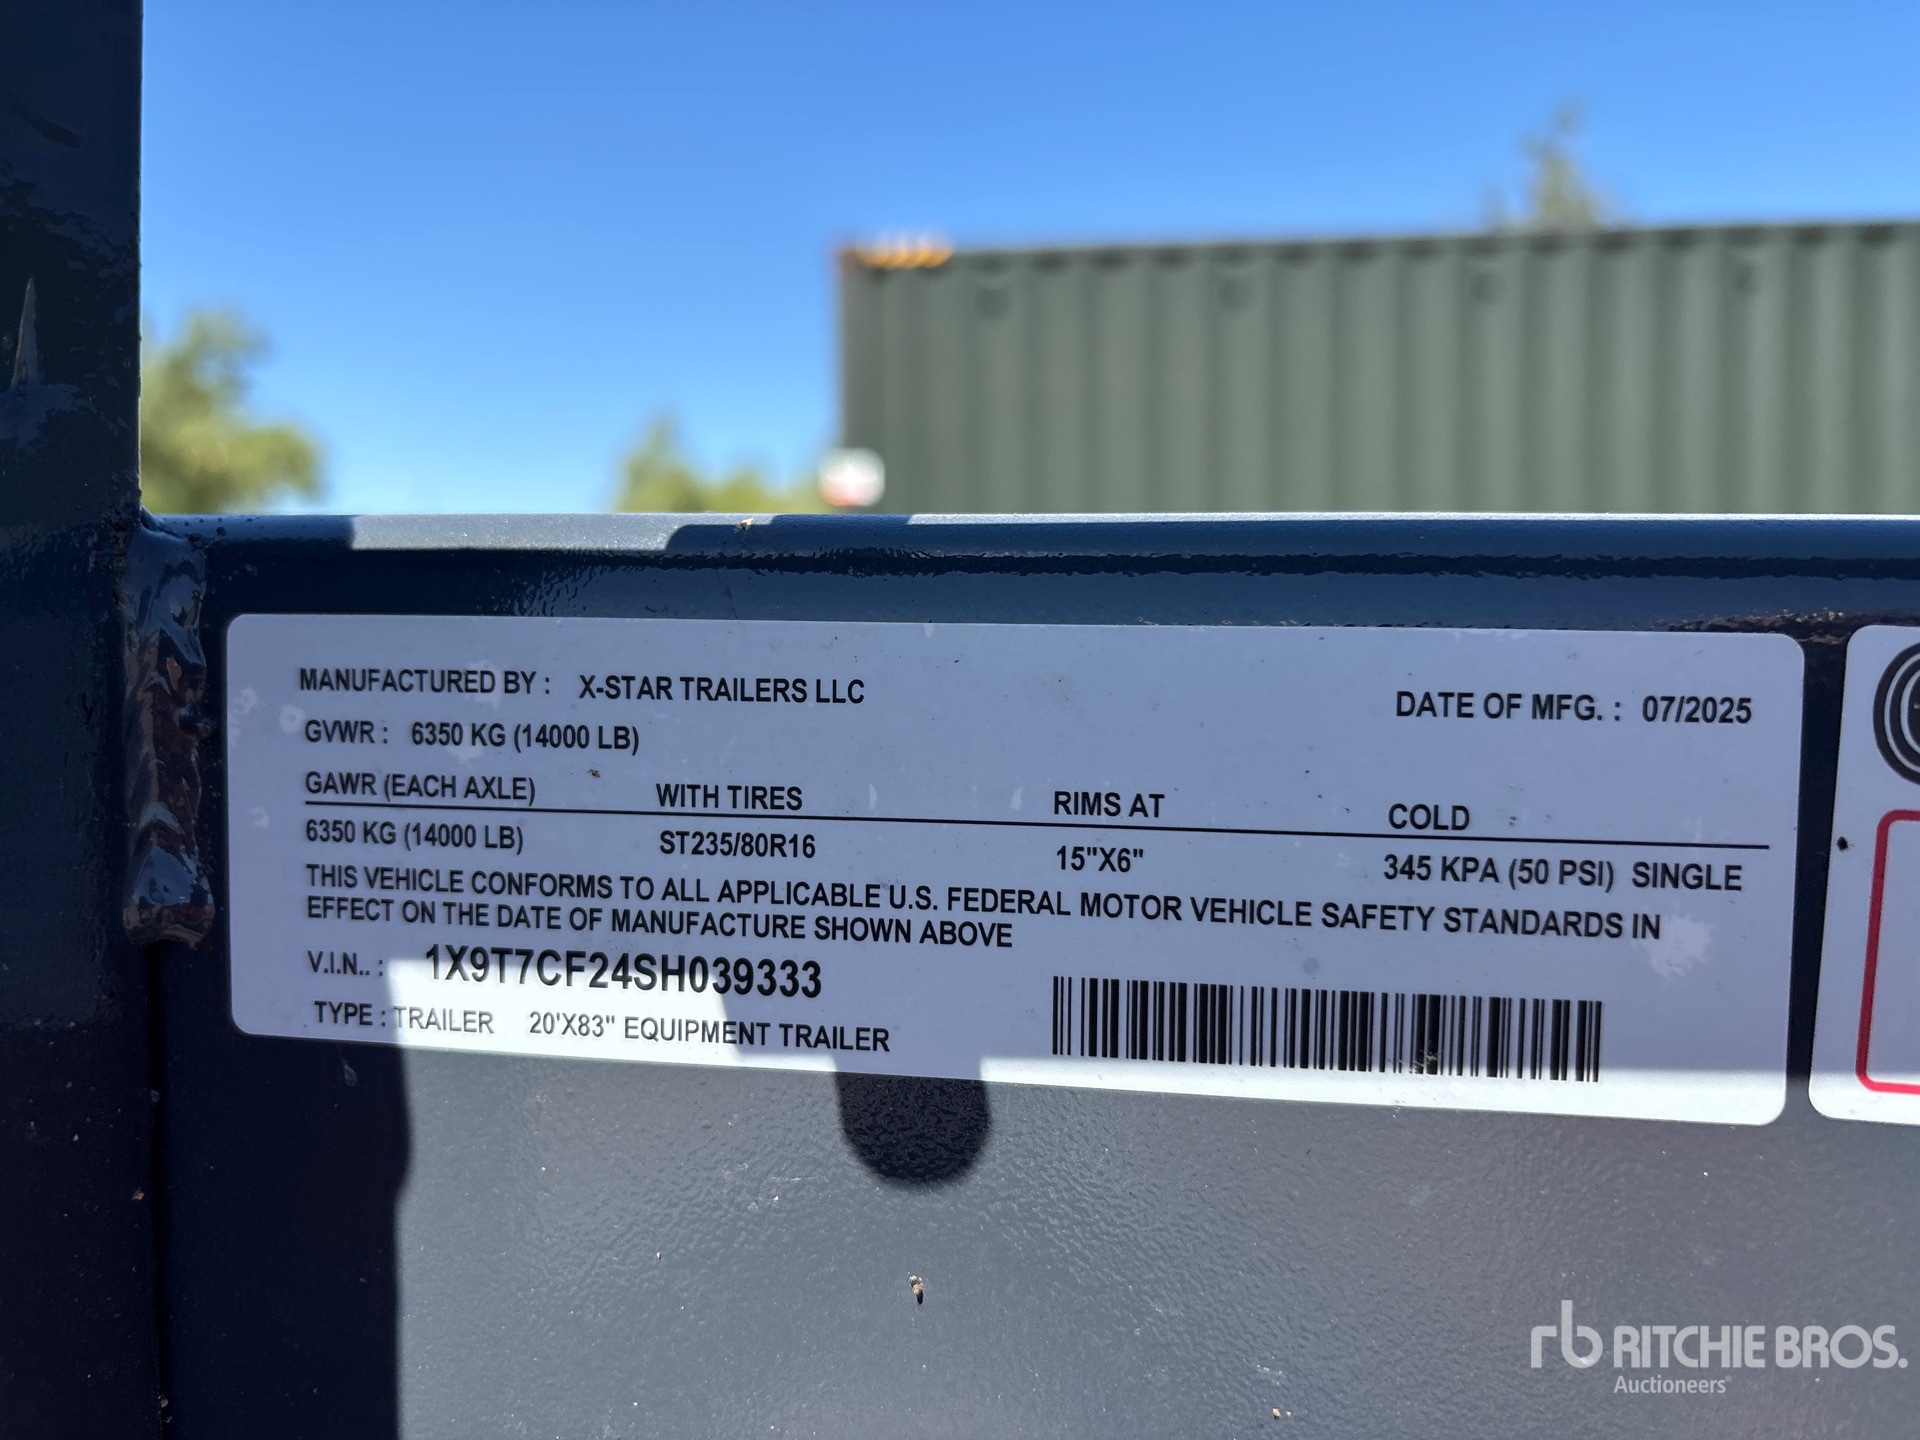 MANUFACTURED BY : X-STAR TRAILERS LLC
DATE OF MFG. : 07/2025
GVWR : 6350 KG (14000 LB)
GAWR (EACH AXLE) WITH TIRES RIMS AT COLD
6350 KG (14000 LB) ST235/80R16 15"X6" 345 KPA (50 PSI) SINGLE
THIS VEHICLE CONFORMS TO ALL APPLICABLE U.S. FEDERAL MOTOR VEHICLE SAFETY STANDARDS IN
EFFECT ON THE DATE OF MANUFACTURE SHOWN ABOVE
V.I.N.. : 1X9T7CF24SH039333
TYPE : TRAILER 20'X83" EQUIPMENT TRAILER
rb RITCHIE BROS.
Auctioneers